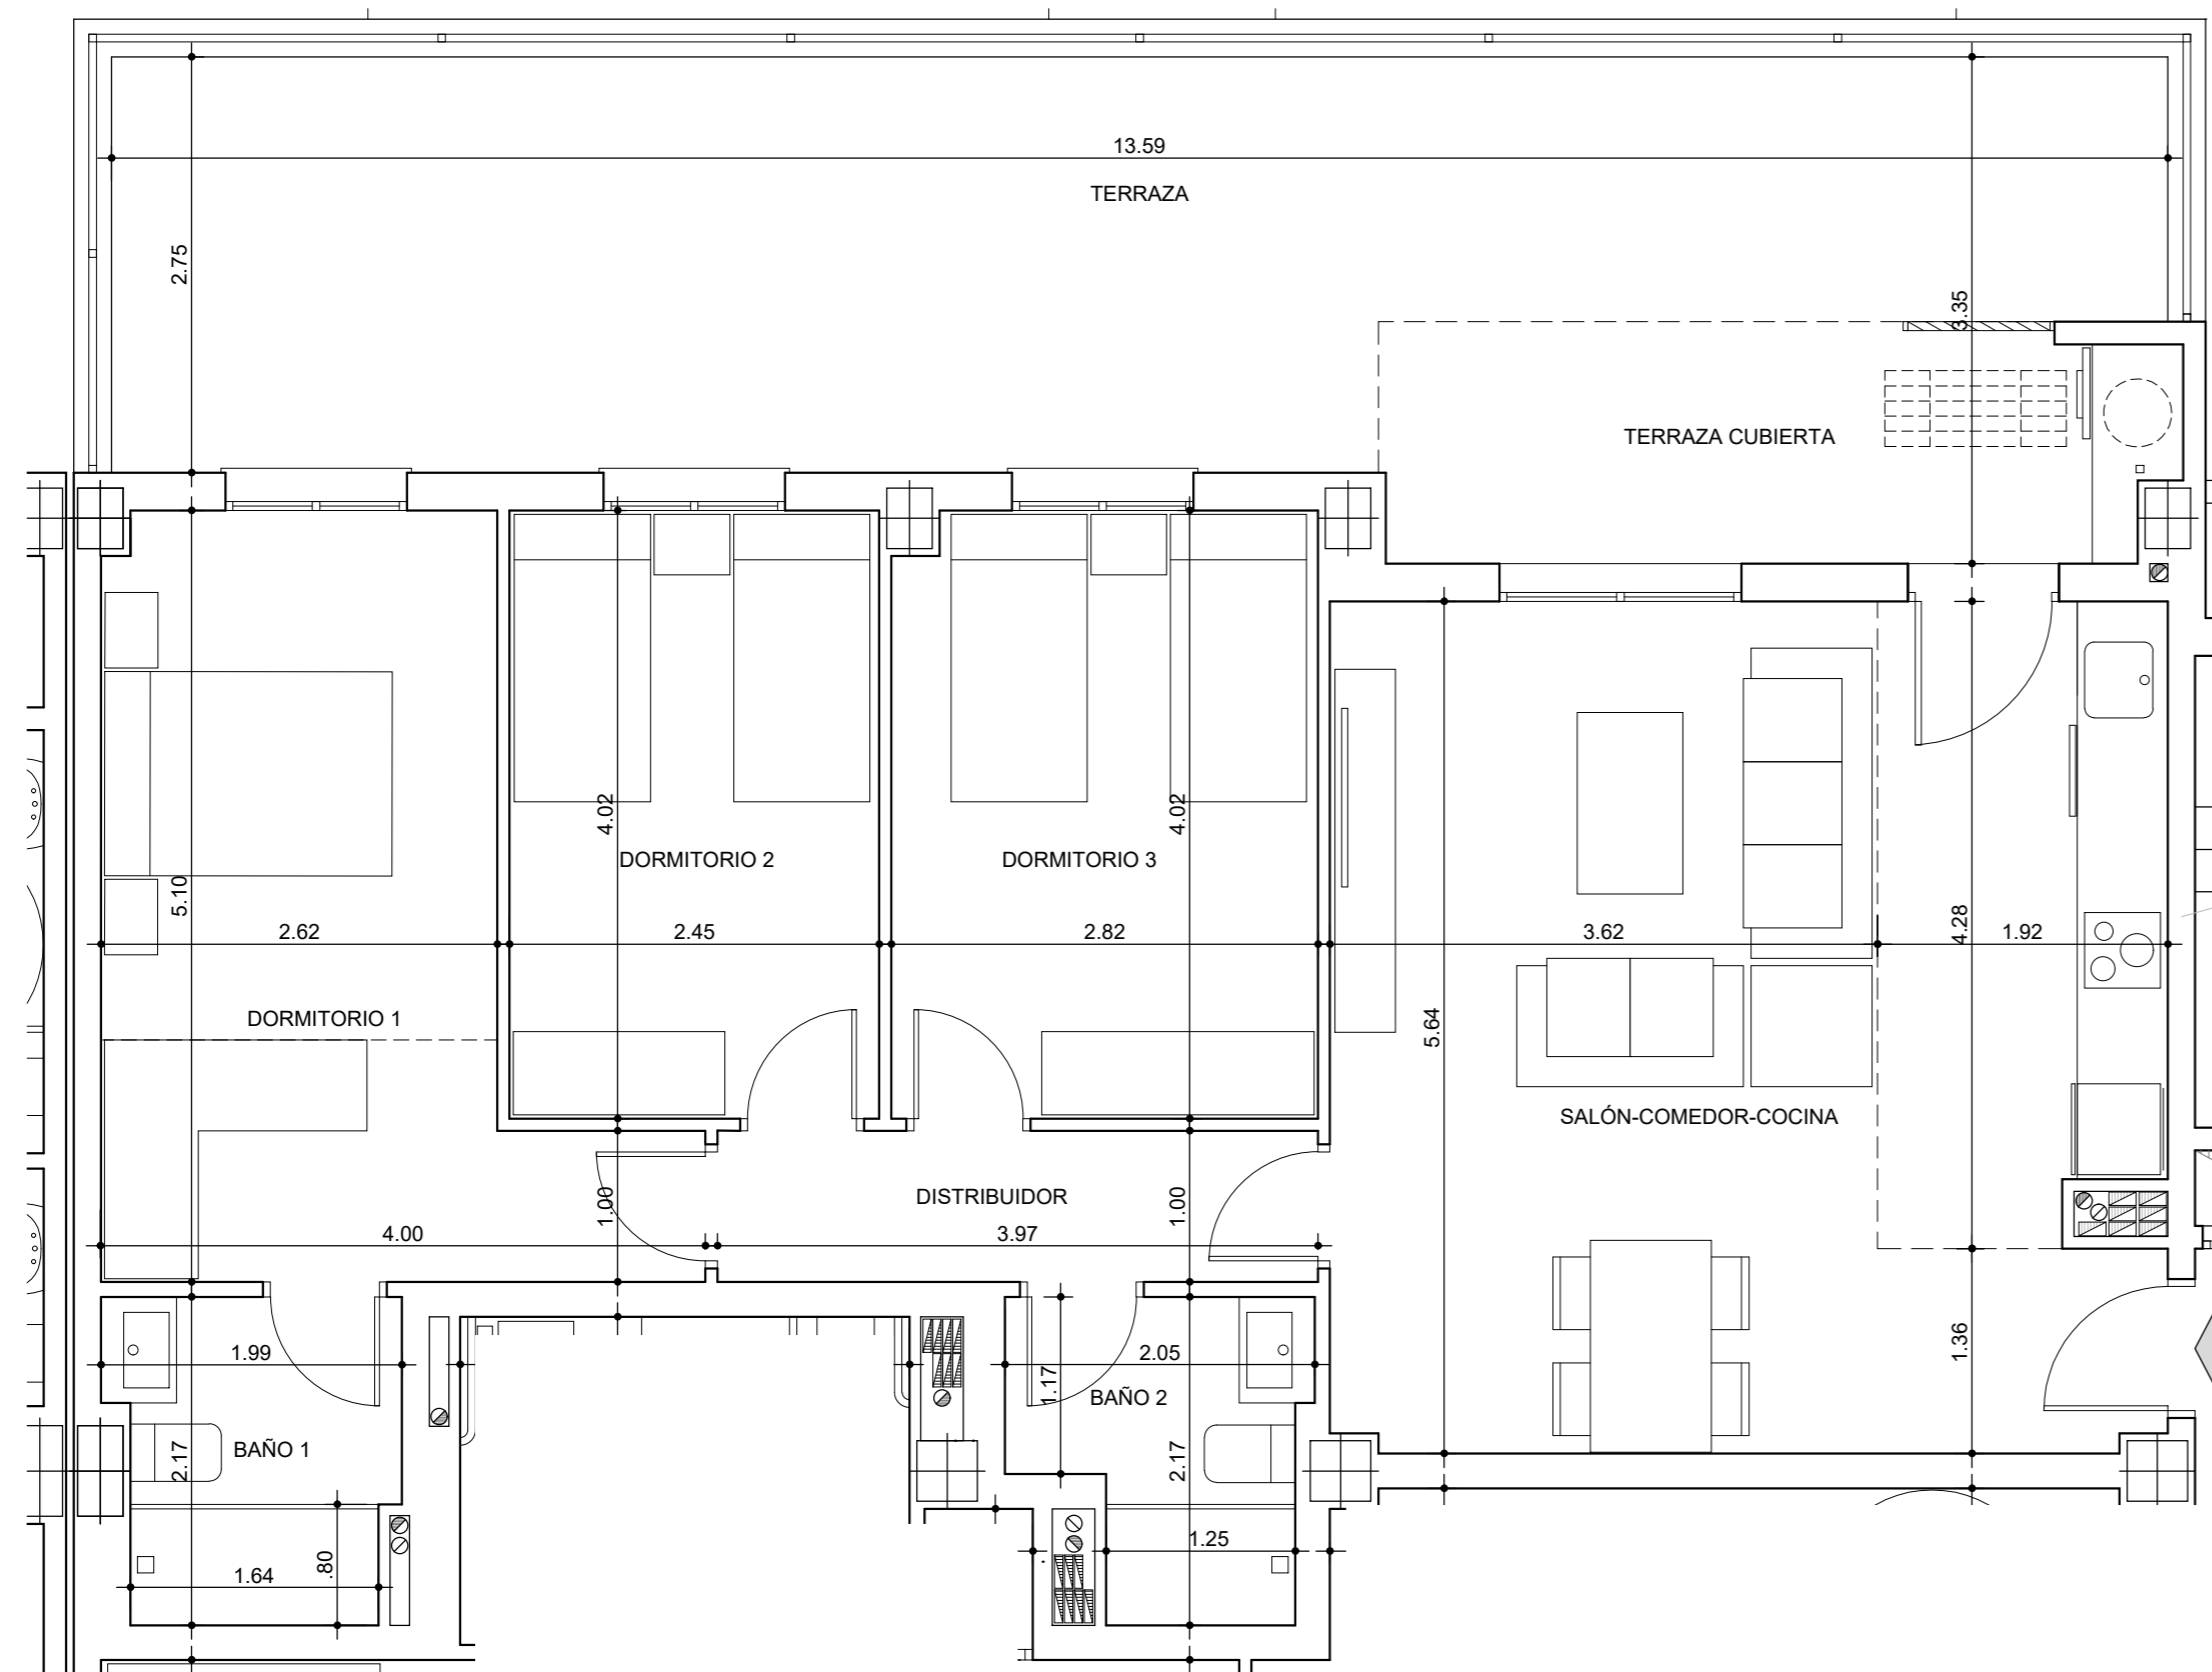 13.59
TERRAZA
2.75
3.35
TERRAZA CUBIERTA
4.02
4.02
DORMITORIO 2
DORMITORIO 3
5.10
2.62
2.45
2.82
3.62
4.28
1.92
DORMITORIO 1
5.64
SALÓN-COMEDOR-COCINA
1.00
DISTRIBUIDOR
1.00
4.00
3.97
1.99
2.05
1.36
1.17
BAÑO 2
BAÑO 1
2.17
2.17
1.25
.80
1.64